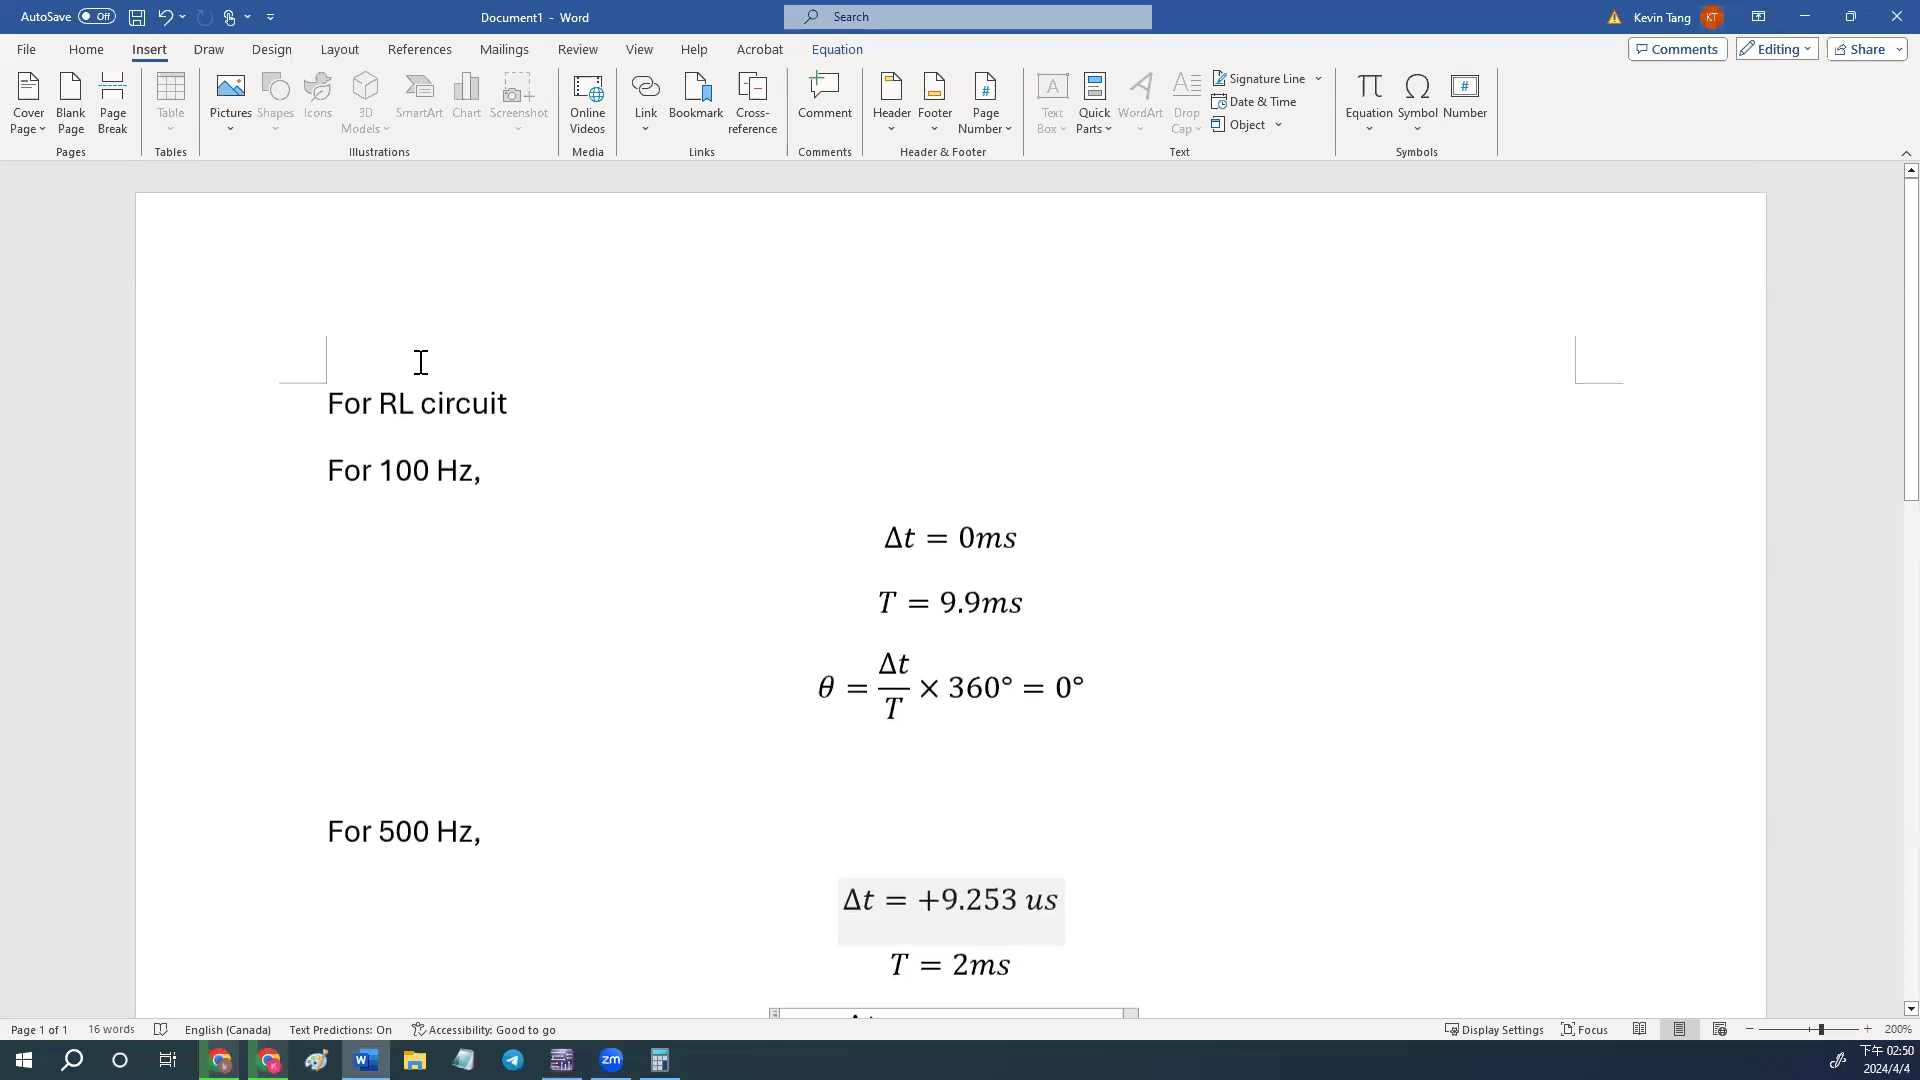 AutoSave Off Document1 - Word Search Kevin Tang KT
File Home Insert Draw Design Layout References Mailings Review View Help Acrobat Equation Comments Editing Share
Cover Page Blank Page Page Break Table Pictures Shapes Icons 3D Models SmartArt Chart Screenshot Online Videos Link Bookmark Cross-reference Comment Header Footer Page Number Text Box Quick Parts WordArt Drop Cap Signature Line Date & Time Object Equation Symbol Number
Pages Tables Illustrations Media Links Comments Header & Footer Text Symbols
For RL circuit
For 100 Hz,
Δt = 0ms
T = 9.9ms
θ = Δt/T × 360° = 0°
For 500 Hz,
Δt = +9.253 us
T = 2ms
Page 1 of 1 16 words English (Canada) Text Predictions: On Accessibility: Good to go Display Settings Focus 200%
下午 02:50
2024/4/4